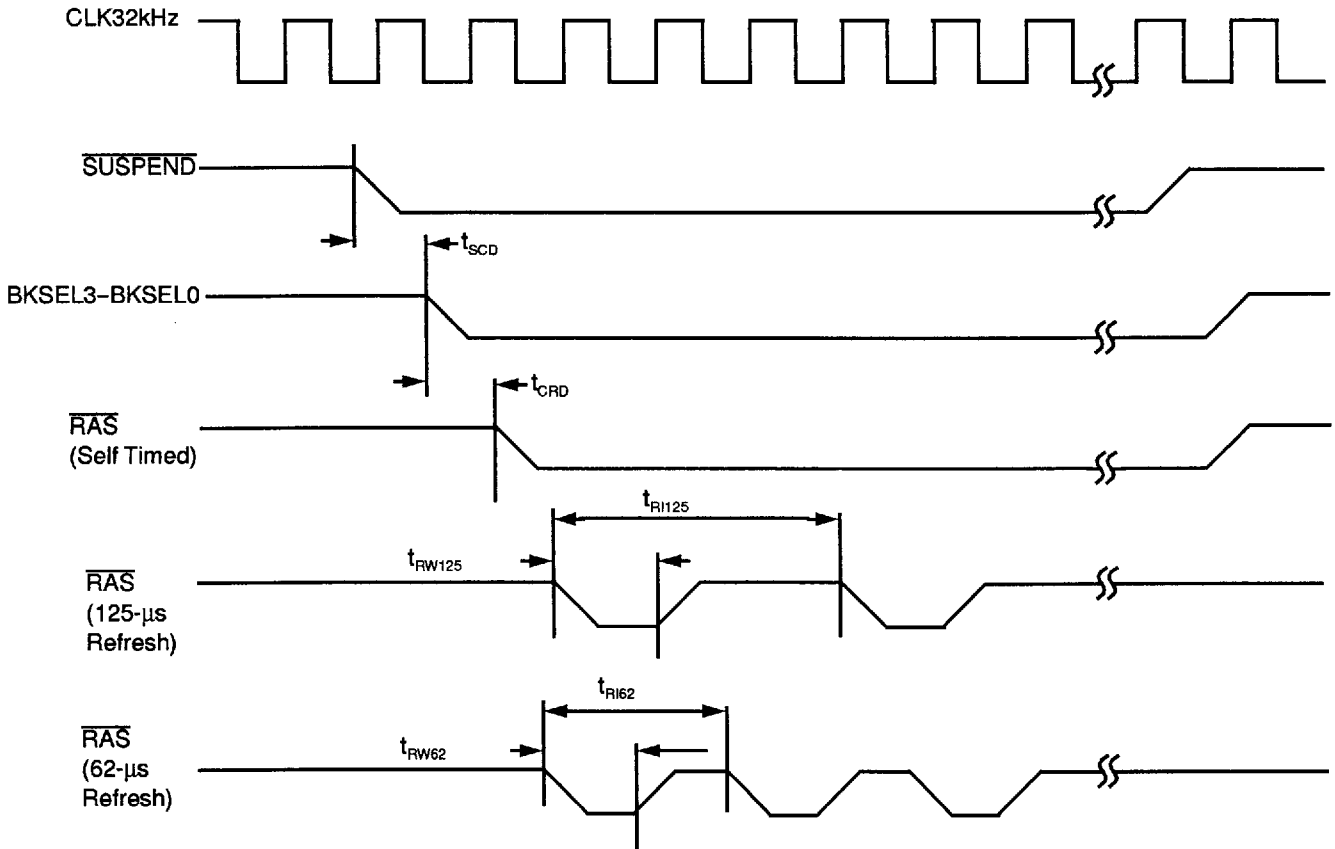 CLK32kHz
SUSPEND
tSCD
BKSEL3–BKSEL0
tCRD
RAS
(Self Timed)
tRI125
tRW125
RAS
(125-μs
Refresh)
tRI62
tRW62
RAS
(62-μs
Refresh)